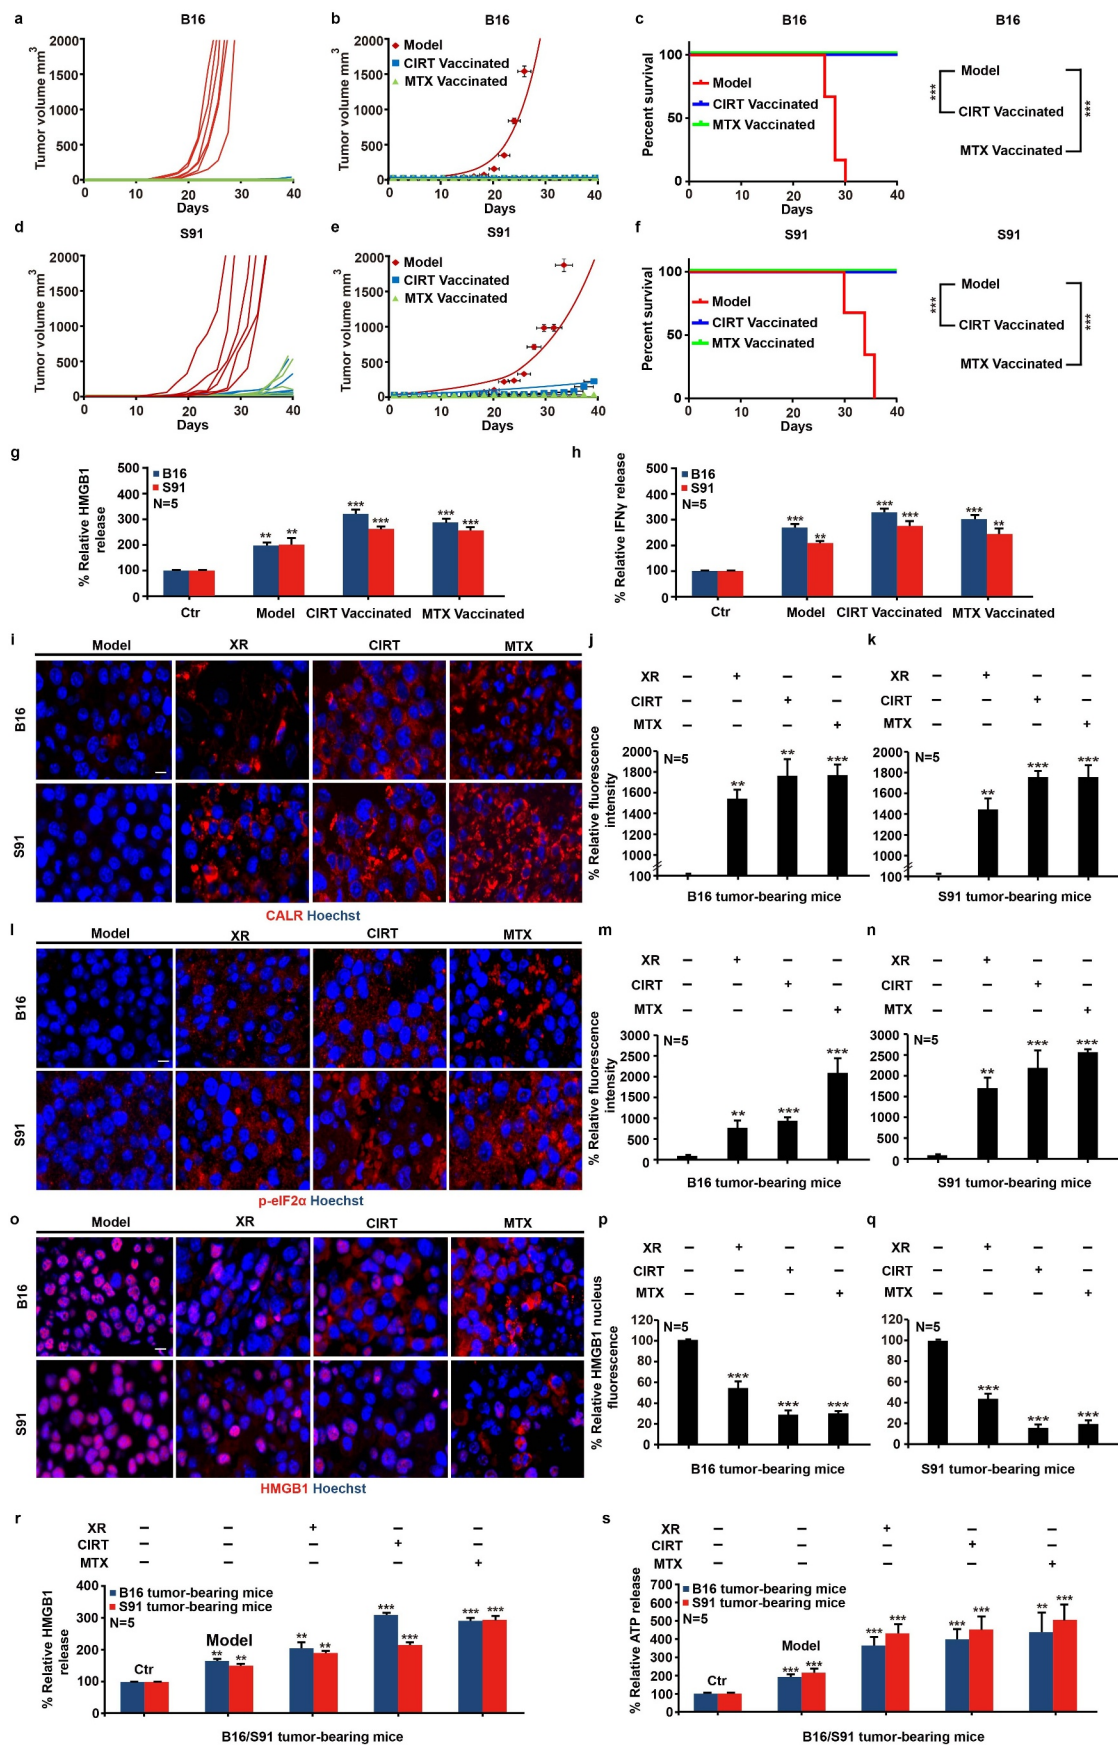 a B16 b B16 c B16 B16
Tumor volume mm3
2000
1500
1000
500
0
0 10 20 30 40
Days
Tumor volume mm3
2000
1500
1000
500
0
Model
CIRT Vaccinated
MTX Vaccinated
0 10 20 30 40
Days
Percent survival
100
50
0
Model
CIRT Vaccinated
MTX Vaccinated
0 10 20 30 40
Days
Model
CIRT Vaccinated
MTX Vaccinated
***
***
d S91 e S91 f S91 S91
Tumor volume mm3
2000
1500
1000
500
0
0 10 20 30 40
Days
Tumor volume mm3
2000
1500
1000
500
0
Model
CIRT Vaccinated
MTX Vaccinated
0 10 20 30 40
Days
Percent survival
100
50
0
Model
CIRT Vaccinated
MTX Vaccinated
0 10 20 30 40
Days
Model
CIRT Vaccinated
MTX Vaccinated
***
***
g
% Relative HMGB1
release
500
400
300
200
100
0
B16
S91
N=5
** ** *** *** *** ***
Ctr Model CIRT Vaccinated MTX Vaccinated
h
% Relative IFNγ release
500
400
300
200
100
0
B16
S91
N=5
*** ** *** *** *** **
Ctr Model CIRT Vaccinated MTX Vaccinated
i Model XR CIRT MTX
B16
S91
CALR Hoechst
j
XR – + – –
CIRT – – + –
MTX – – – +
% Relative fluorescence
intensity
2000
1800
1600
1400
1200
1000
100
N=5
** ** ***
B16 tumor-bearing mice
k
XR – + – –
CIRT – – + –
MTX – – – +
2000
1800
1600
1400
1200
1000
100
N=5
** *** ***
S91 tumor-bearing mice
l Model XR CIRT MTX
B16
S91
p-eIF2α Hoechst
m
XR – + – –
CIRT – – + –
MTX – – – +
% Relative fluorescence
intensity
3000
2500
2000
1500
1000
500
0
N=5
** *** ***
B16 tumor-bearing mice
n
XR – + – –
CIRT – – + –
MTX – – – +
3000
2500
2000
1500
1000
500
0
N=5
** *** ***
S91 tumor-bearing mice
o Model XR CIRT MTX
B16
S91
HMGB1 Hoechst
p
XR – + – –
CIRT – – + –
MTX – – – +
% Relative HMGB1 nucleus
fluorescence
120
100
80
60
40
20
0
N=5
*** *** ***
B16 tumor-bearing mice
q
XR – + – –
CIRT – – + –
MTX – – – +
120
100
80
60
40
20
0
N=5
*** *** ***
S91 tumor-bearing mice
r
XR – – + – –
CIRT – – – + –
MTX – – – – +
% Relative HMGB1
release
400
300
200
100
0
B16 tumor-bearing mice
S91 tumor-bearing mice
N=5
Ctr
Model
** ** ** ** *** *** *** ***
B16/S91 tumor-bearing mice
s
XR – – + – –
CIRT – – – + –
MTX – – – – +
% Relative ATP release
700
600
500
400
300
200
100
0
B16 tumor-bearing mice
S91 tumor-bearing mice
N=5
Ctr
Model
*** *** *** *** *** *** ** ***
B16/S91 tumor-bearing mice